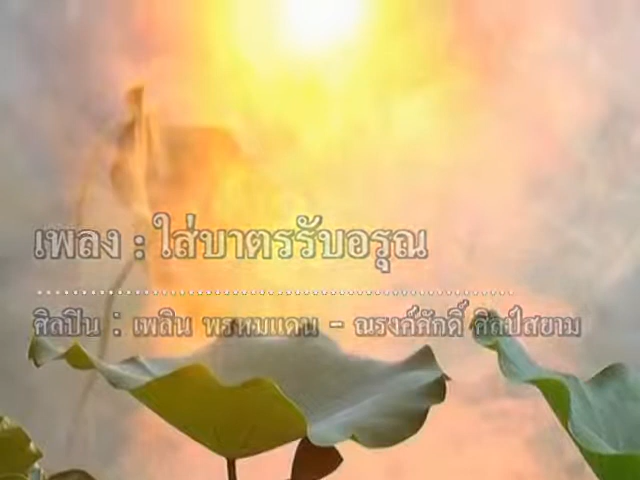 เพลง : ใส่บาตรรับอรุณ
ศิลปิน : เพลิน พรหมแดน - ณรงค์ศักดิ์ ศิลป์สยาม